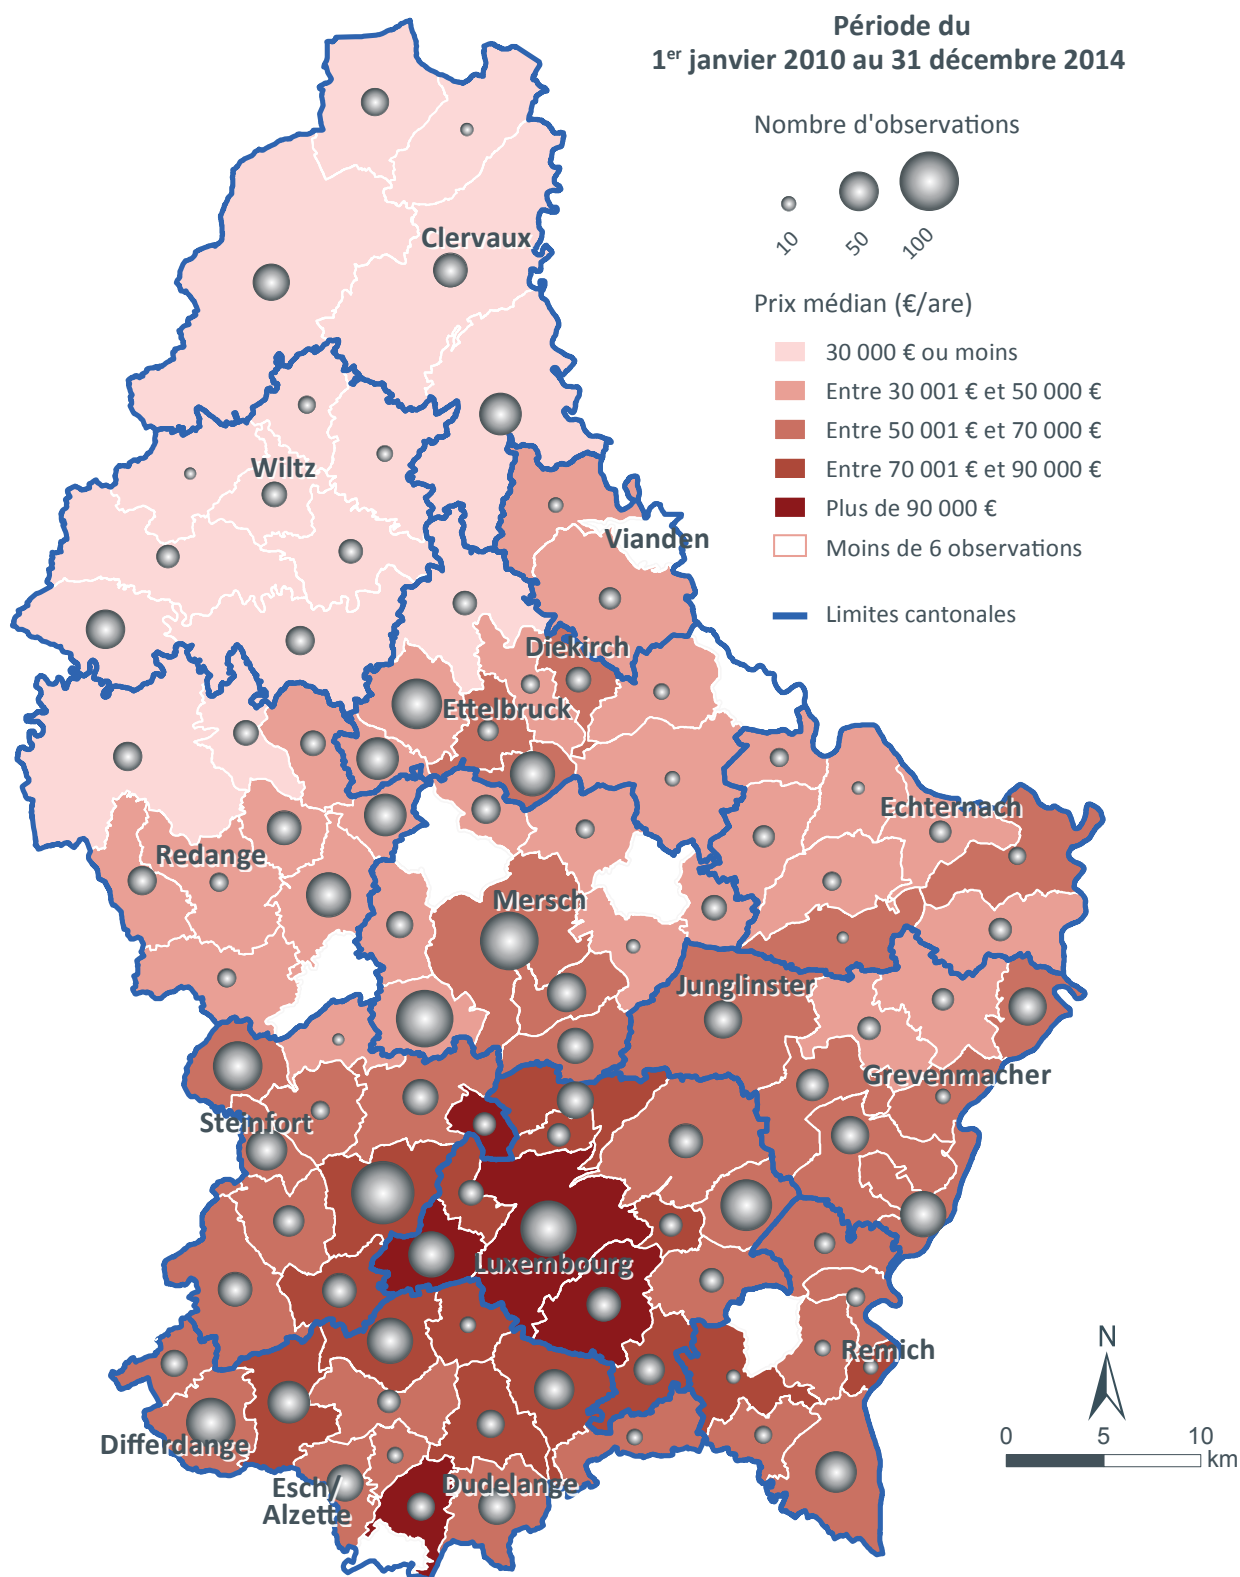 Période du
1er janvier 2010 au 31 décembre 2014
Nombre d'observations
10
50
100
Prix médian (€/are)
30 000 € ou moins
Entre 30 001 € et 50 000 €
Entre 50 001 € et 70 000 €
Entre 70 001 € et 90 000 €
Plus de 90 000 €
Moins de 6 observations
Limites cantonales
Clervaux
Wiltz
Vianden
Diekirch
Ettelbruck
Echternach
Redange
Mersch
Junglinster
Grevenmacher
Steinfort
Luxembourg
Remich
Differdange
Esch/
Alzette
Dudelange
N
0 5 10
km